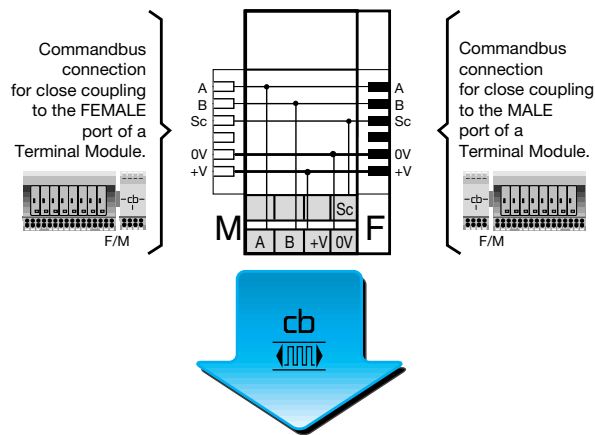 Commandbus
connection
for close coupling
to the FEMALE
port of a
Terminal Module.
-cb-
F/M
A
B
Sc
0V
+V
A
B
Sc
0V
+V
Sc
M
A B +V 0V
F
Commandbus
connection
for close coupling
to the MALE
port of a
Terminal Module.
-cb-
F/M
cb